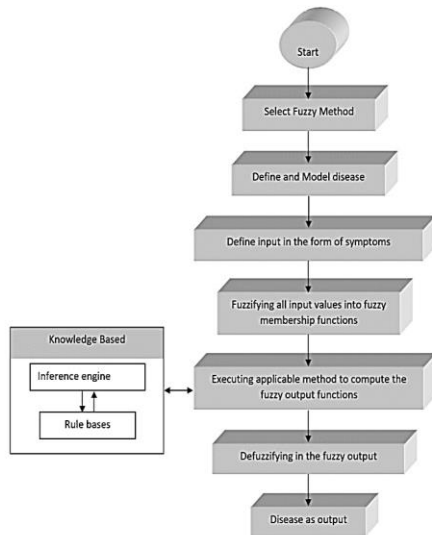 Start
Select Fuzzy Method
Define and Model disease
Define input in the form of symptoms
Fuzzifying all input values into fuzzy
membership functions
Knowledge Based
Inference engine
Rule bases
Executing applicable method to compute the
fuzzy output functions
Defuzzifying in the fuzzy output
Disease as output